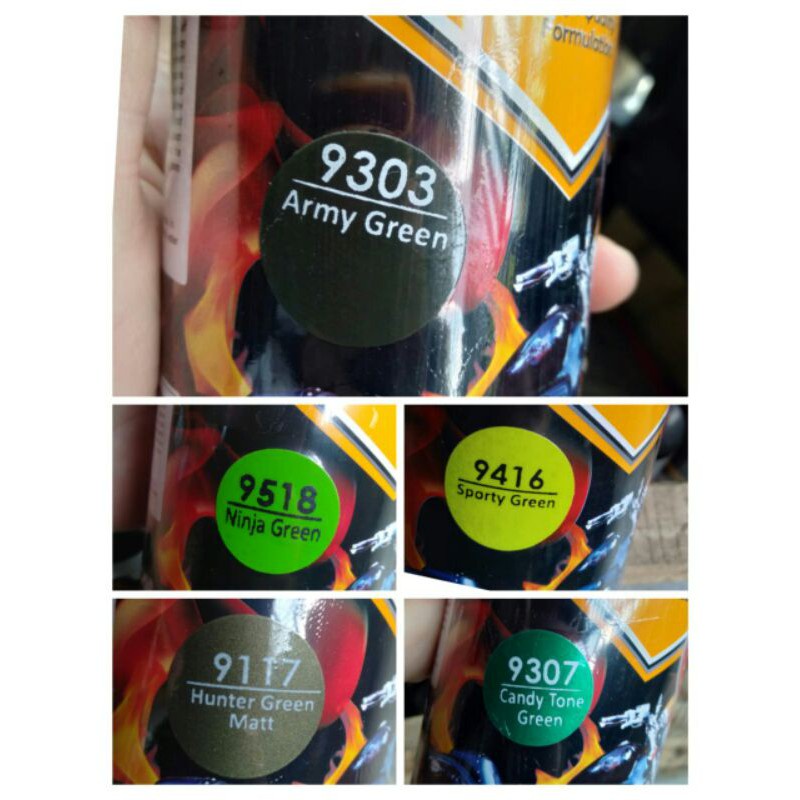 Formulation
9303
Army Green
9518
Ninja Green
9416
Sporty Green
9117
Hunter Green
Matt
9307
Candy Tone
Green